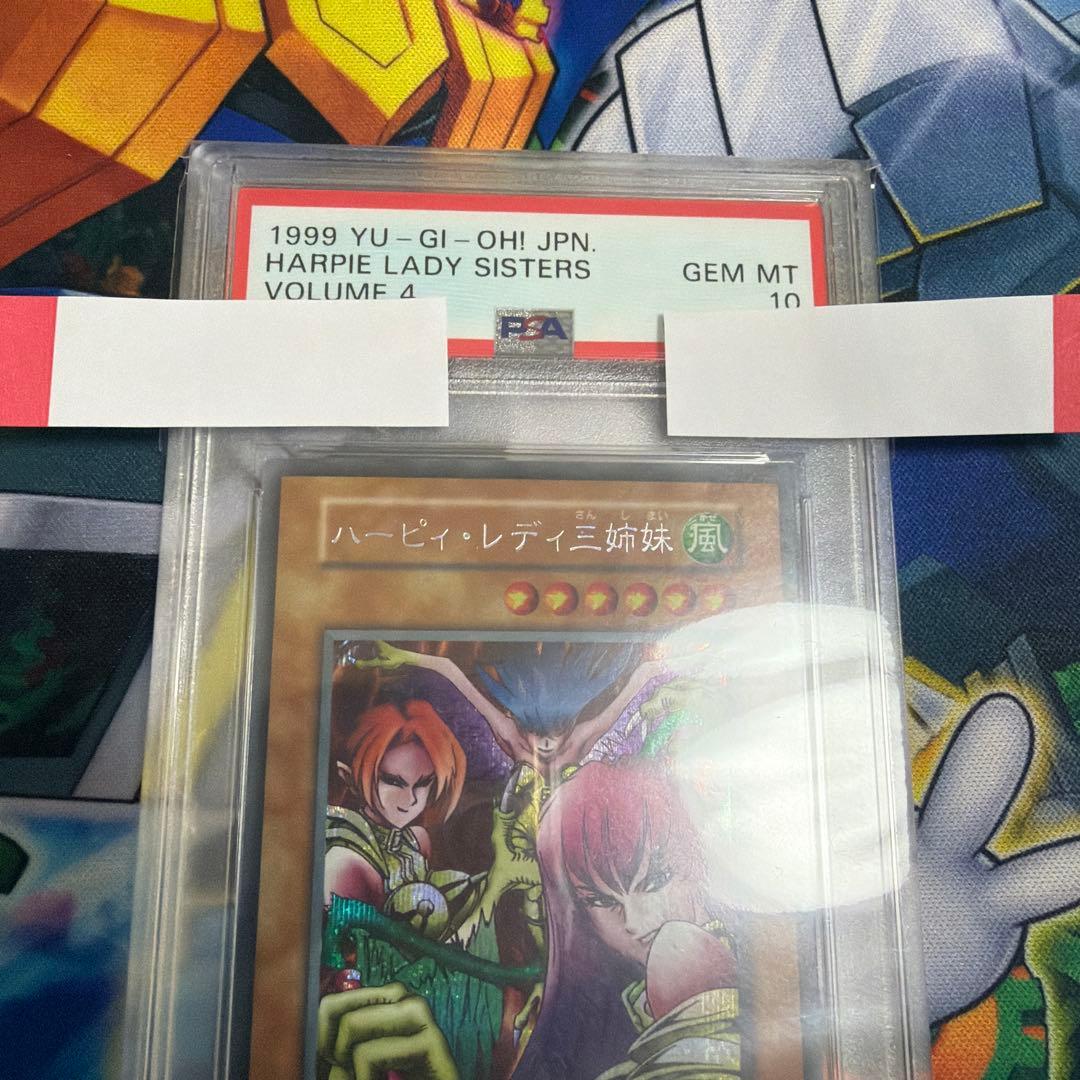 1999 YU-GI-OH! JPN.
HARPIE LADY SISTERS
GEM MT
VOLUME 4
10
PSA
さんしまい
かぜ
ハーピィ・レディ三姉妹
風